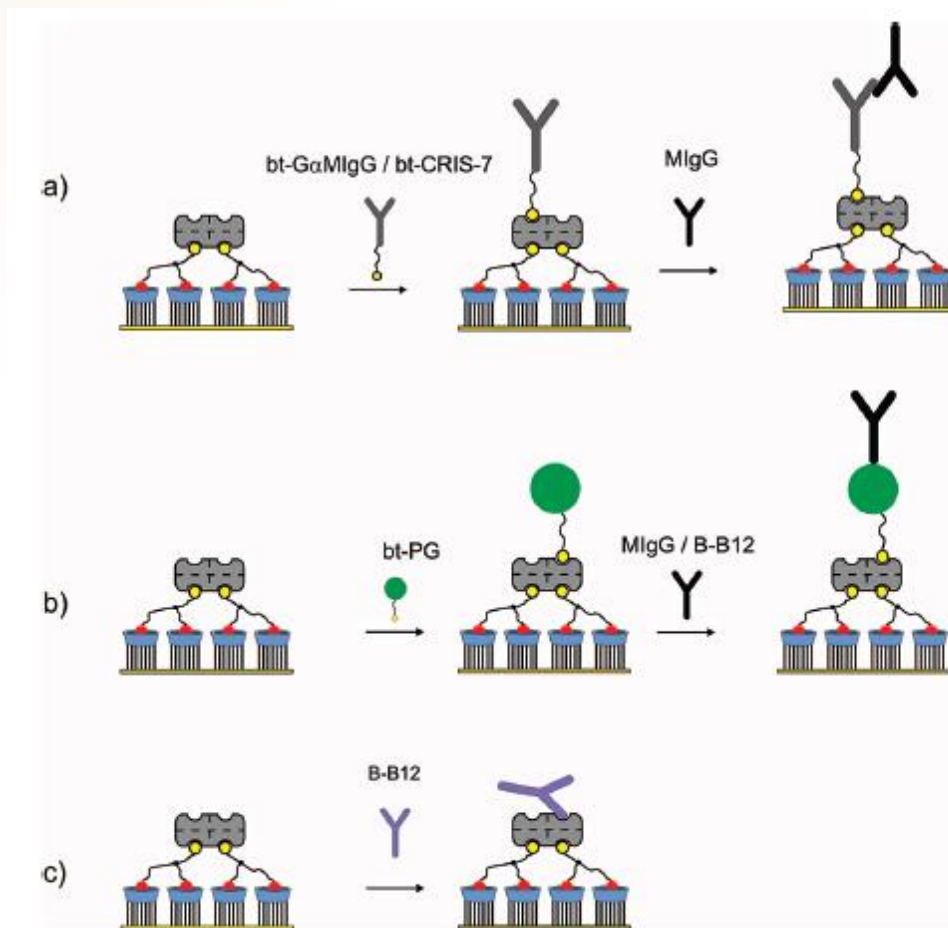 bt-GαMIgG / bt-CRIS-7
MIgG
a)
bt-PG
MIgG / B-B12
b)
B-B12
c)